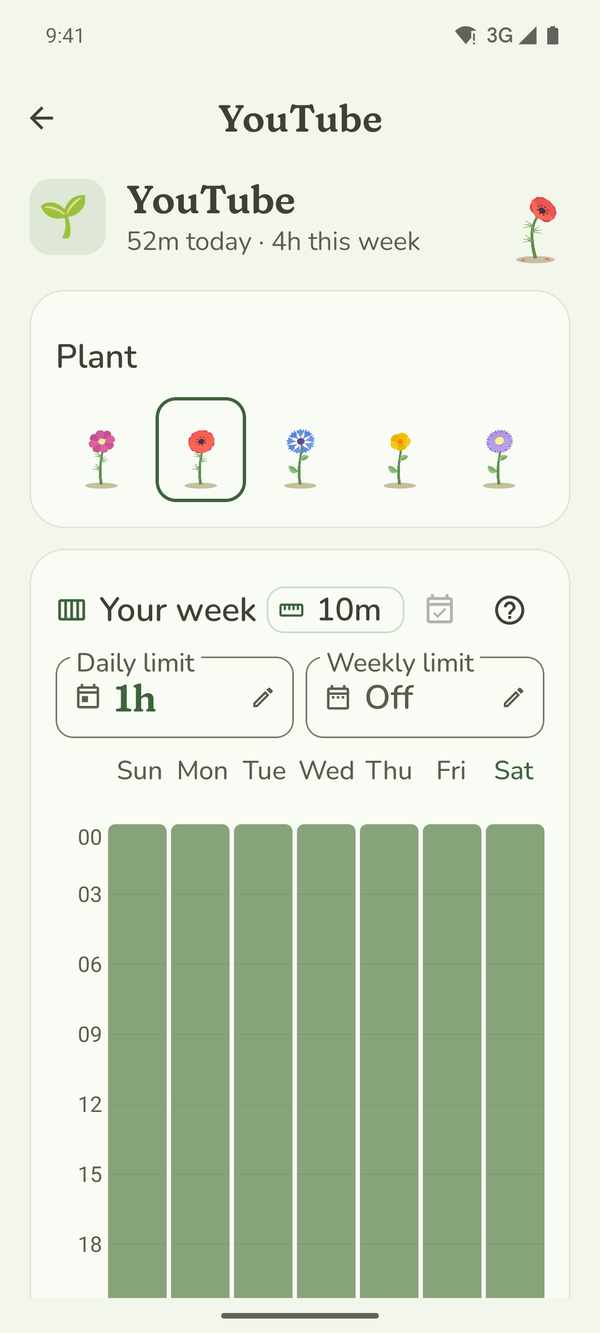 9:41
3G
YouTube
YouTube
52m today · 4h this week
Plant
Your week
10m
Daily limit
Weekly limit
1h
Off
Sun Mon Tue Wed Thu Fri Sat
00
03
06
09
12
15
18